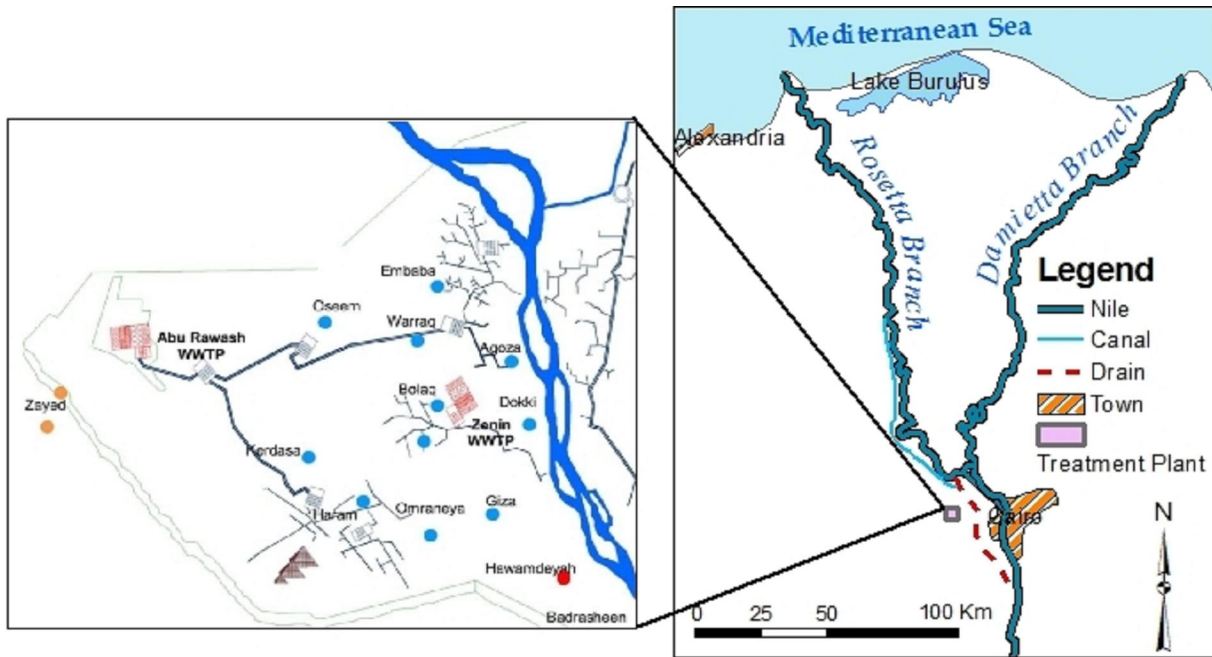 Embaba
Oseem
Warraq
Abu Rawash
WWTP
Agoza
Bolaq
Zayed
Dokki
Zenin
WWTP
Kerdasa
Haram
Omraneya
Giza
Hawamdeyah
Badrasheen
Mediterranean Sea
Lake Burulus
Alexandria
Rosetta Branch
Damietta Branch
Legend
Nile
Canal
Drain
Town
Treatment Plant
Cairo
N
0 25 50 100 Km